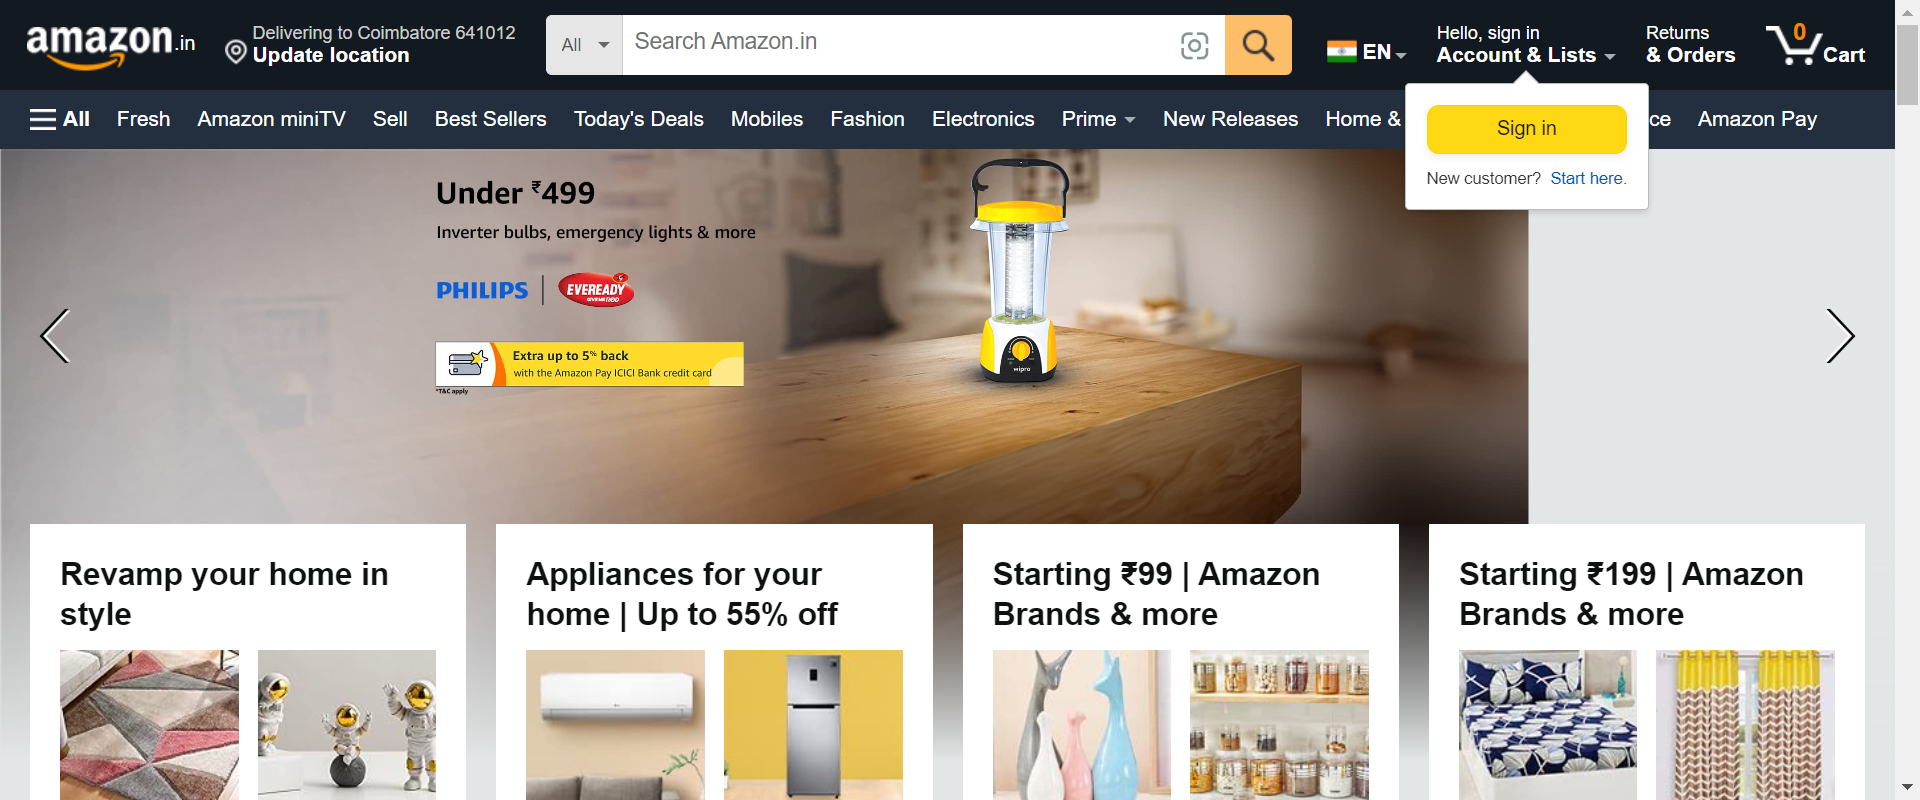 amazon.in
Delivering to Coimbatore 641012
Update location
All
Search Amazon.in
EN
Hello, sign in
Account & Lists
Returns
& Orders
0
Cart
All
Fresh
Amazon miniTV
Sell
Best Sellers
Today's Deals
Mobiles
Fashion
Electronics
Prime
New Releases
Home &
ce
Amazon Pay
Sign in
New customer? Start here.
Under ₹499
Inverter bulbs, emergency lights & more
PHILIPS
EVEREADY
GIVE ME RED
Extra up to 5% back
with the Amazon Pay ICICI Bank credit card
*T&C apply
wipro
Revamp your home in
style
Appliances for your
home | Up to 55% off
Starting ₹99 | Amazon
Brands & more
Starting ₹199 | Amazon
Brands & more